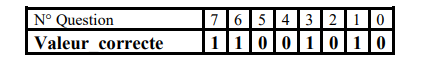 N° Question 7 6 5 4 3 2 1 0
Valeur correcte 1 1 0 0 1 0 1 0